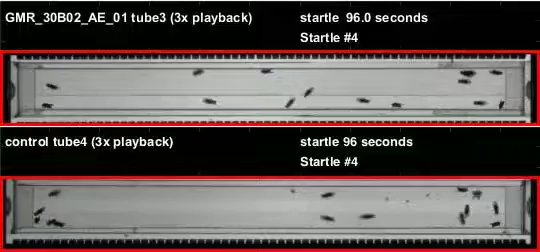 GMR_30B02_AE_01 tube3 (3x playback) startle 96.0 seconds
Startle #4
control tube4 (3x playback) startle 96 seconds
Startle #4